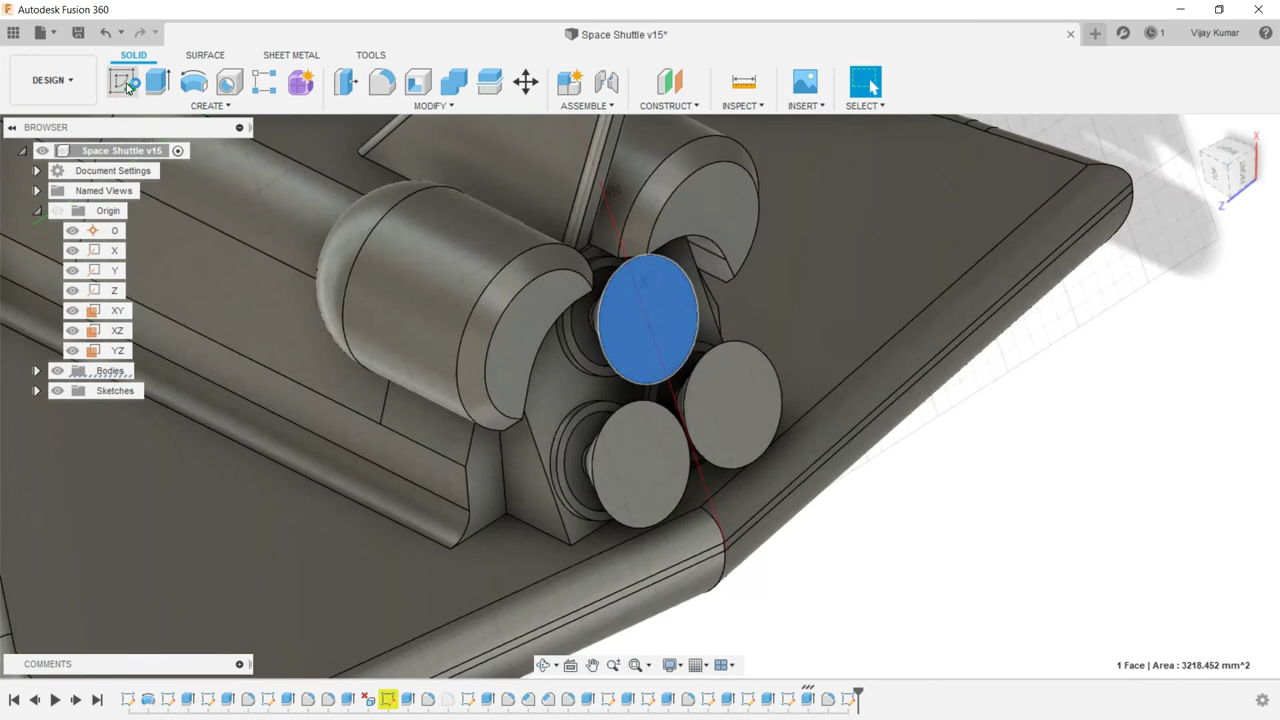 Autodesk Fusion 360
Space Shuttle v15*
1
Vijay Kumar
DESIGN
SOLID
SURFACE
SHEET METAL
TOOLS
CREATE
MODIFY
ASSEMBLE
CONSTRUCT
INSPECT
INSERT
SELECT
BROWSER
Space Shuttle v15
Document Settings
Named Views
Origin
O
X
Y
Z
XY
XZ
YZ
Bodies
Sketches
X
Z
COMMENTS
1 Face | Area : 3218.452 mm^2